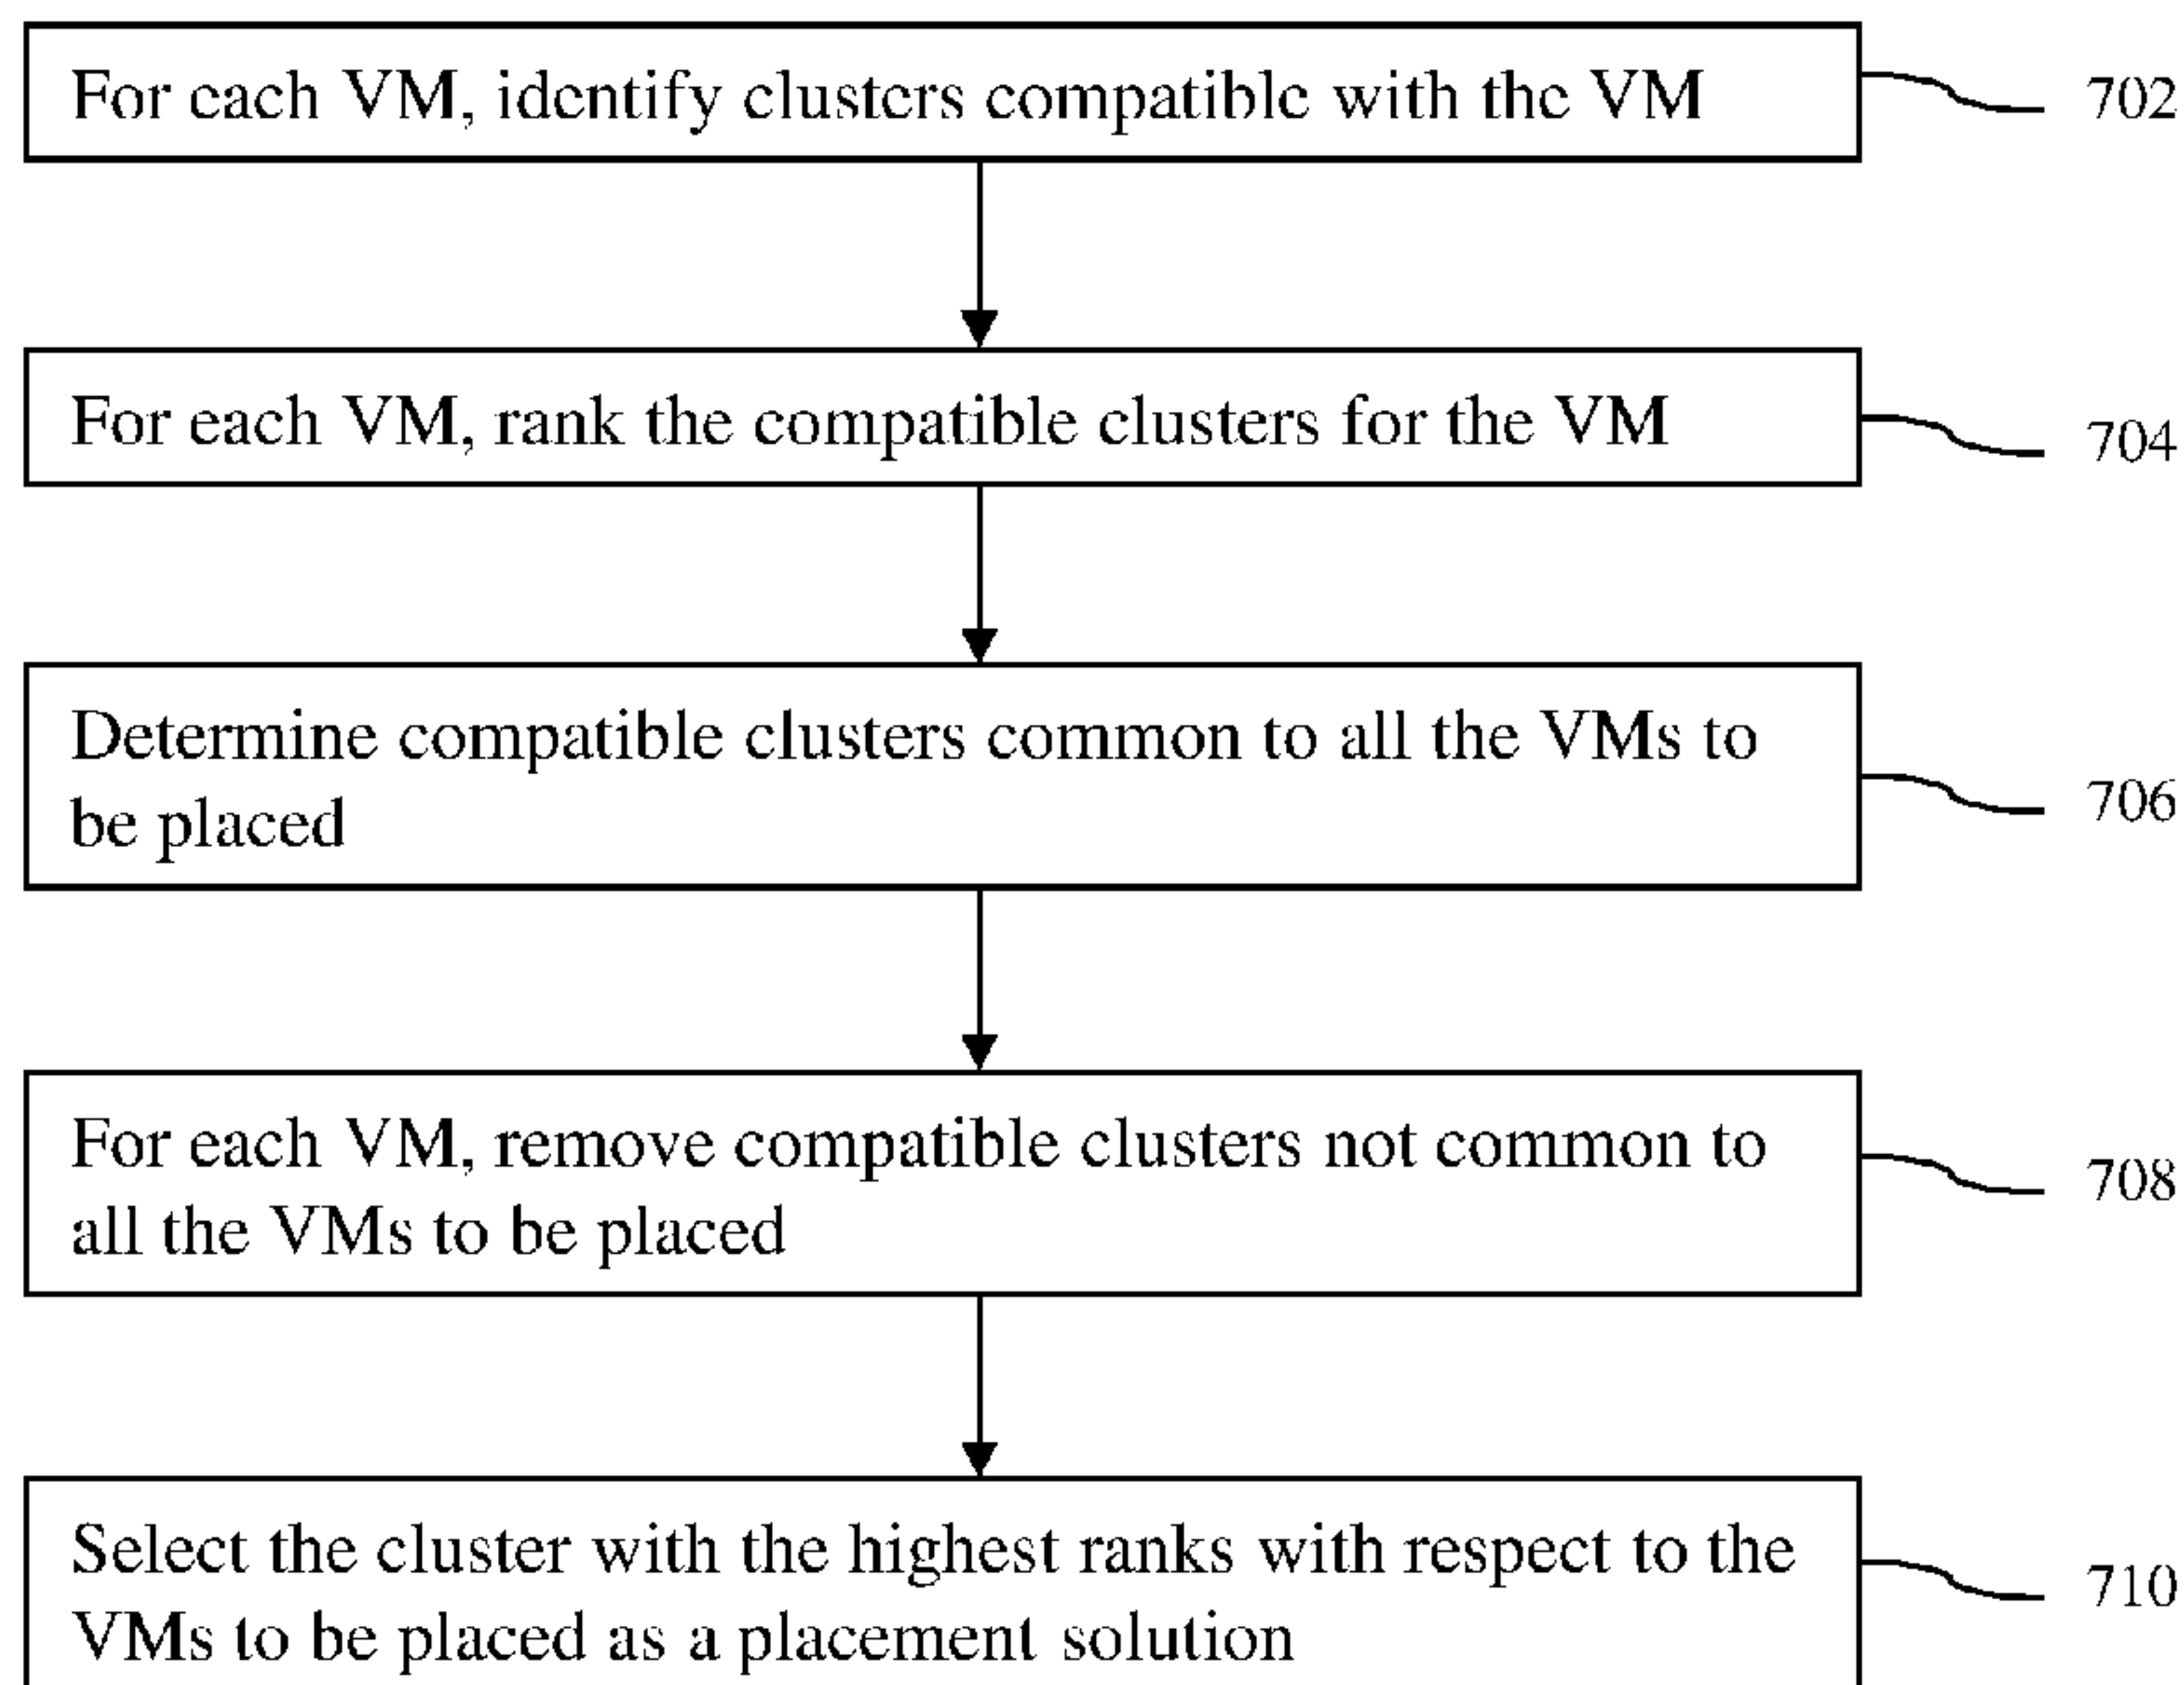 For each VM, identify clusters compatible with the VM
702
For each VM, rank the compatible clusters for the VM
704
Determine compatible clusters common to all the VMs to
be placed
706
For each VM, remove compatible clusters not common to
all the VMs to be placed
708
Select the cluster with the highest ranks with respect to the
VMs to be placed as a placement solution
710